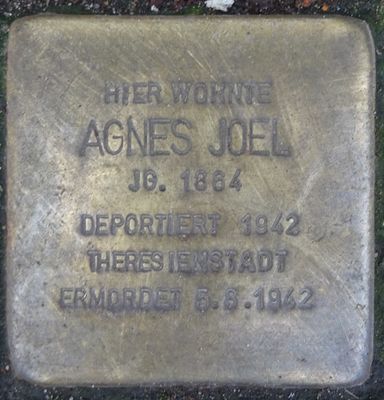 HIER WOHNTE
AGNES JOEL
JG. 1864
DEPORTIERT 1942
THERESIENSTADT
ERMORDET 5.8.1942